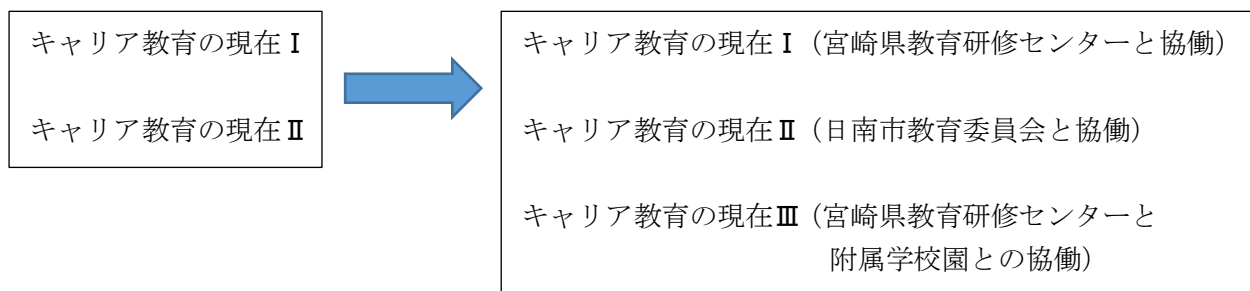 キャリア教育の現在Ⅰ
キャリア教育の現在Ⅱ
キャリア教育の現在Ⅰ（宮崎県教育研修センターと協働）
キャリア教育の現在Ⅱ（日南市教育委員会と協働）
キャリア教育の現在Ⅲ（宮崎県教育研修センターと
附属学校園との協働）